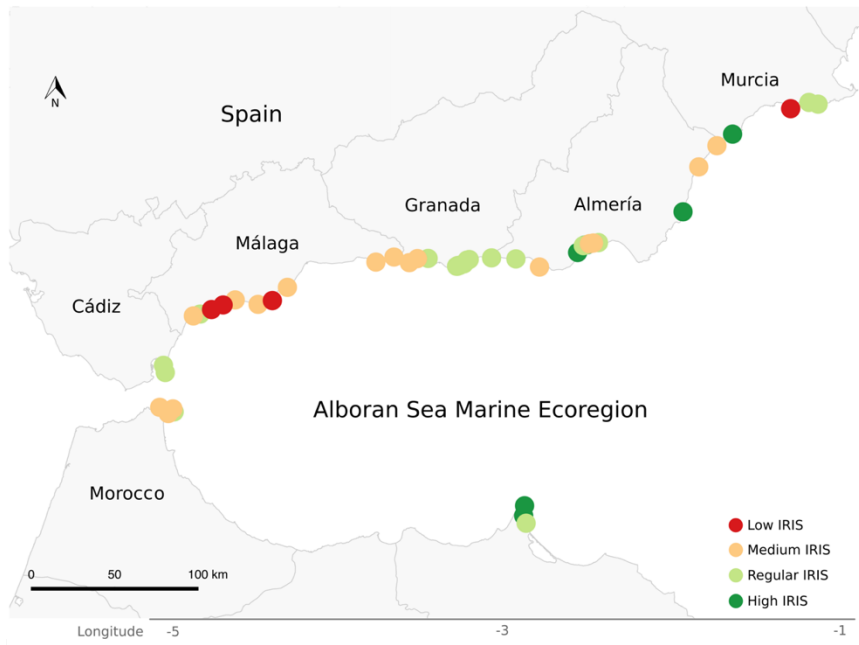 Murcia
N
Spain
Granada
Almería
Málaga
Cádiz
Alboran Sea Marine Ecoregion
Morocco
Low IRIS
Medium IRIS
0 50 100 km
Regular IRIS
High IRIS
Longitude -5 -3 -1